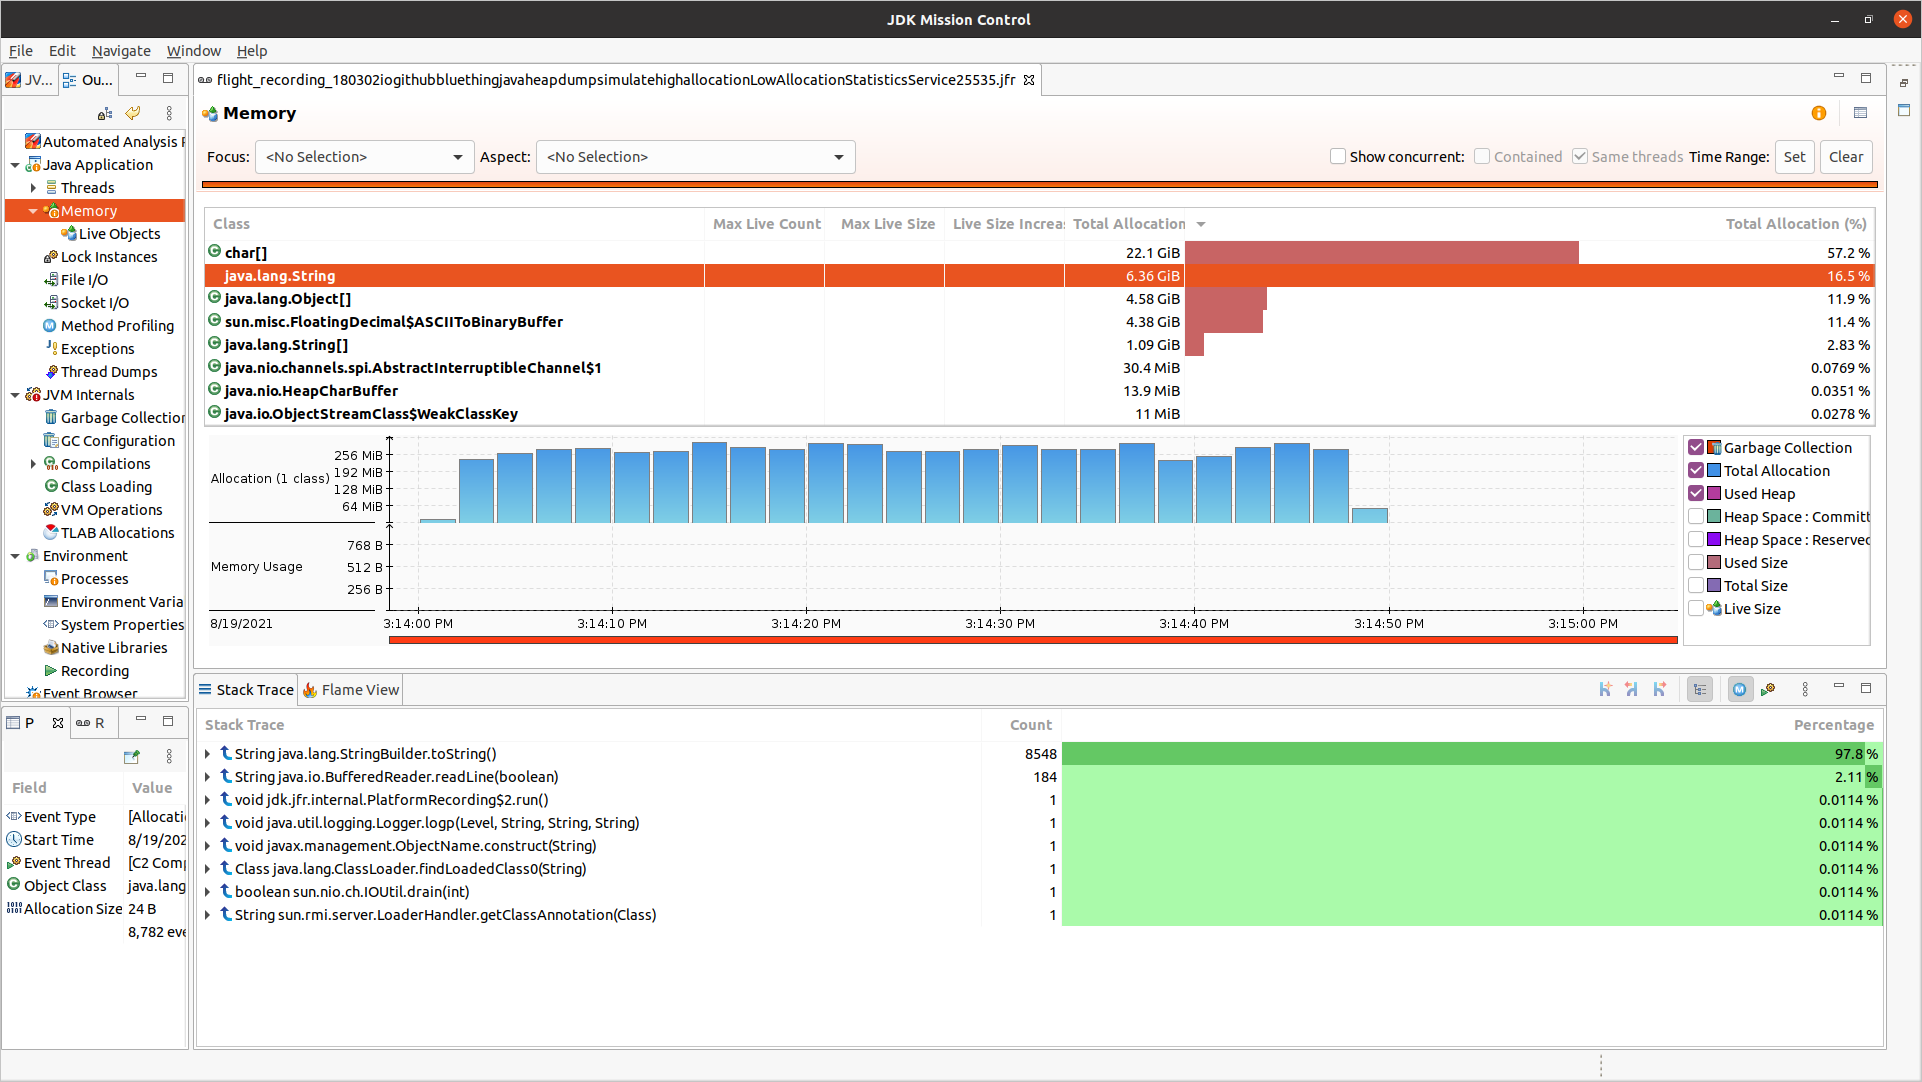 JDK Mission Control
File Edit Navigate Window Help
JV... Ou...
flight_recording_180302iogithubbluethingjavaheapdumpsimulatehighallocationLowAllocationStatisticsService25535.jfr
Automated Analysis R
Java Application
Threads
Memory
Live Objects
Lock Instances
File I/O
Socket I/O
Method Profiling
Exceptions
Thread Dumps
JVM Internals
Garbage Collection
GC Configuration
Compilations
Class Loading
VM Operations
TLAB Allocations
Environment
Processes
Environment Varia
System Properties
Native Libraries
Recording
Event Browser
Memory
Focus: <No Selection> Aspect: <No Selection> Show concurrent: Contained Same threads Time Range: Set Clear
Class Max Live Count Max Live Size Live Size Increa Total Allocation Total Allocation (%)
char[] 22.1 GiB 57.2 %
java.lang.String 6.36 GiB 16.5 %
java.lang.Object[] 4.58 GiB 11.9 %
sun.misc.FloatingDecimal$ASCIIToBinaryBuffer 4.38 GiB 11.4 %
java.lang.String[] 1.09 GiB 2.83 %
java.nio.channels.spi.AbstractInterruptibleChannel$1 30.4 MiB 0.0769 %
java.nio.HeapCharBuffer 13.9 MiB 0.0351 %
java.io.ObjectStreamClass$WeakClassKey 11 MiB 0.0278 %
Allocation (1 class)
256 MiB
192 MiB
128 MiB
64 MiB
Memory Usage
768 B
512 B
256 B
8/19/2021 3:14:00 PM 3:14:10 PM 3:14:20 PM 3:14:30 PM 3:14:40 PM 3:14:50 PM 3:15:00 PM
Garbage Collection
Total Allocation
Used Heap
Heap Space : Committ
Heap Space : Reserved
Used Size
Total Size
Live Size
P R
Field Value
Event Type [Allocati
Start Time 8/19/202
Event Thread [C2 Comp
Object Class java.lang
Allocation Size 24 B
8,782 eve
Stack Trace Flame View
Stack Trace Count Percentage
String java.lang.StringBuilder.toString() 8548 97.8 %
String java.io.BufferedReader.readLine(boolean) 184 2.11 %
void jdk.jfr.internal.PlatformRecording$2.run() 1 0.0114 %
void java.util.logging.Logger.logp(Level, String, String, String) 1 0.0114 %
void javax.management.ObjectName.construct(String) 1 0.0114 %
Class java.lang.ClassLoader.findLoadedClass0(String) 1 0.0114 %
boolean sun.nio.ch.IOUtil.drain(int) 1 0.0114 %
String sun.rmi.server.LoaderHandler.getClassAnnotation(Class) 1 0.0114 %